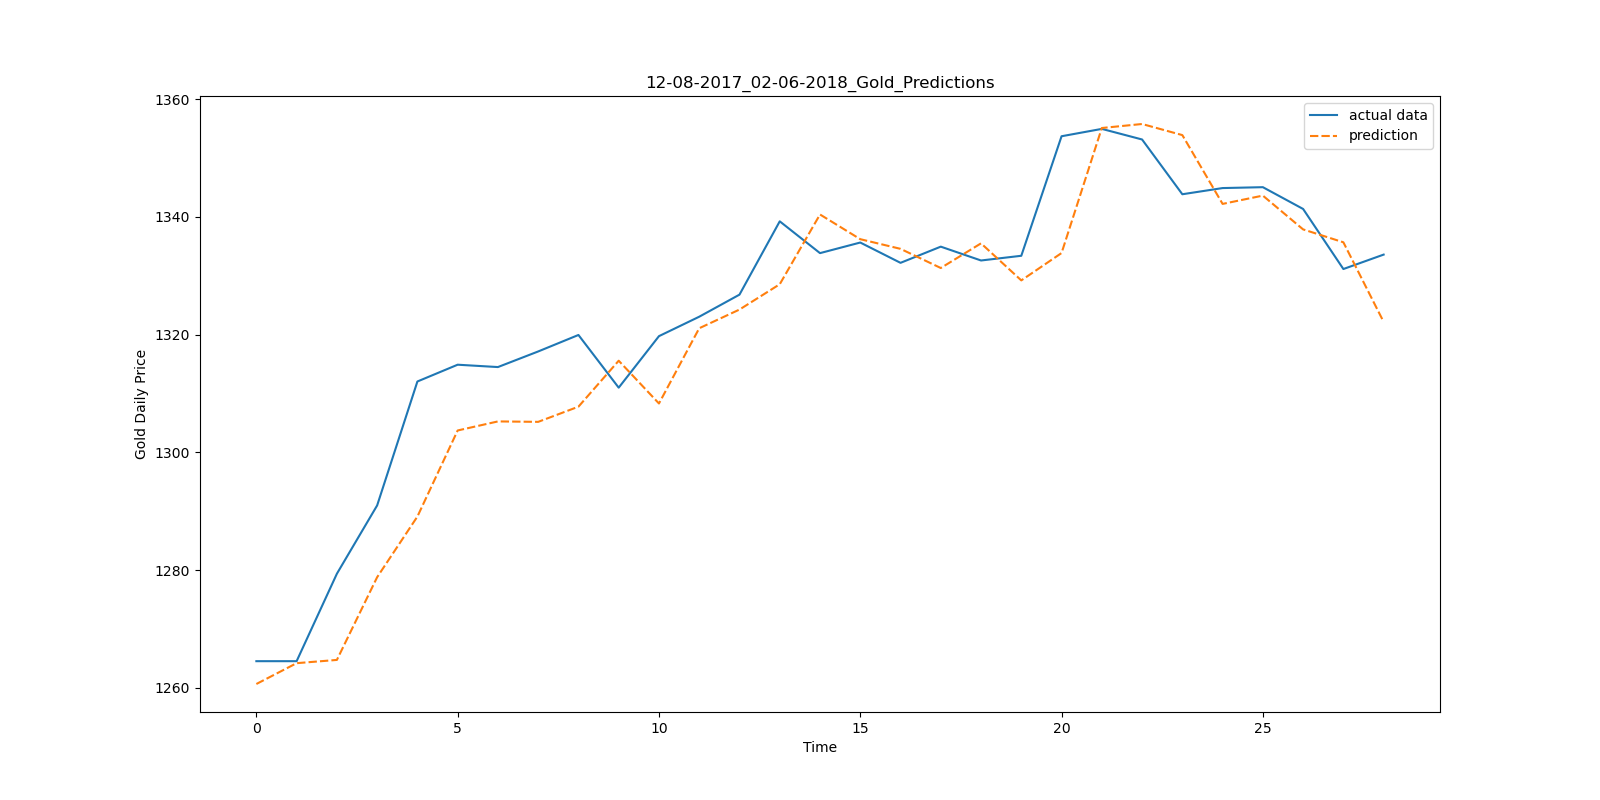 12-08-2017_02-06-2018_Gold_Predictions
actual data
prediction
Gold Daily Price
1360
1340
1320
1300
1280
1260
0 5 10 15 20 25
Time